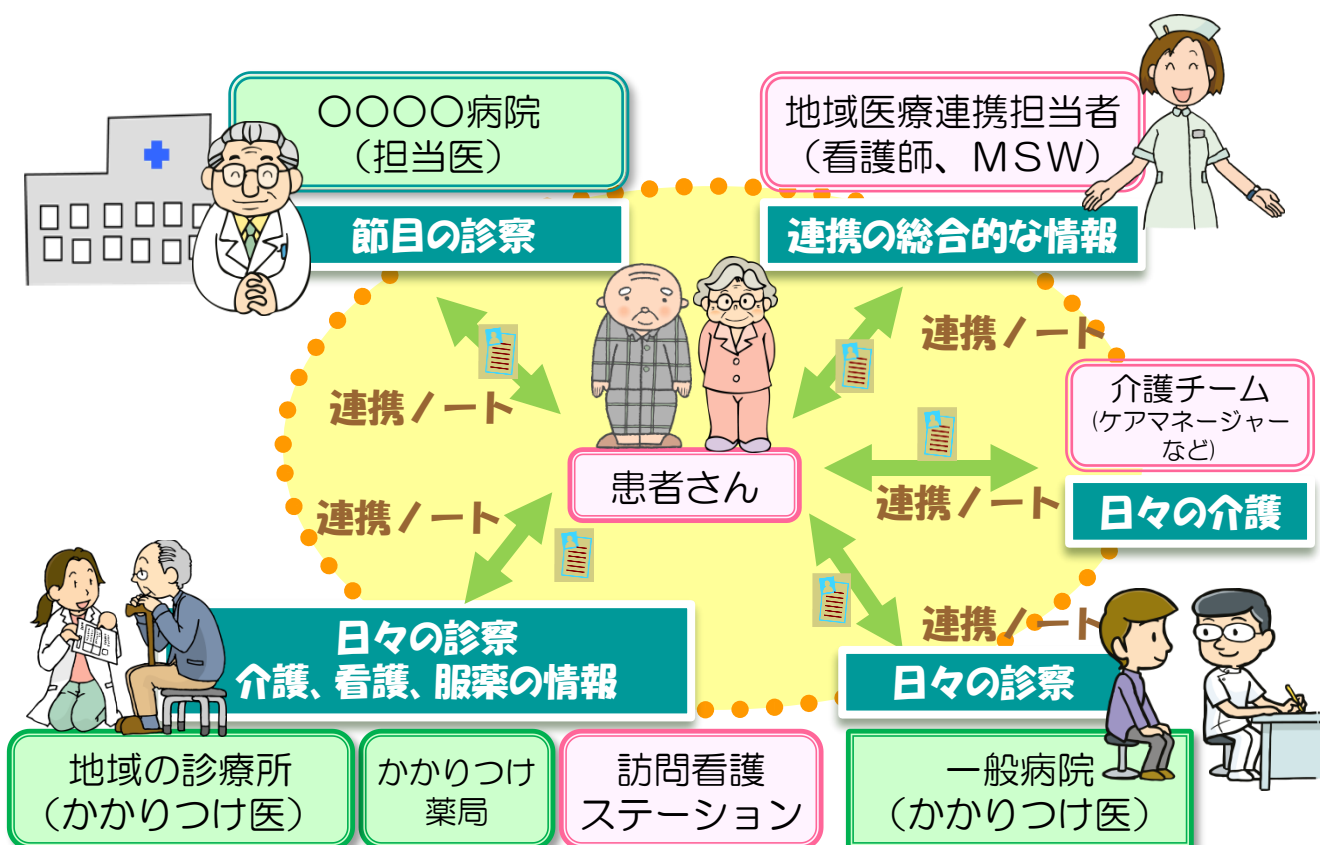 〇〇〇〇病院
（担当医）
地域医療連携担当者
（看護師、ＭＳＷ）
節目の診察
連携の総合的な情報
連携ノート
連携ノート
介護チーム
(ケアマネージャー
など)
患者さん
連携ノート
連携ノート
日々の介護
連携ノート
日々の診察
介護、看護、服薬の情報
日々の診察
地域の診療所
（かかりつけ医）
かかりつけ
薬局
訪問看護
ステーション
一般病院
（かかりつけ医）